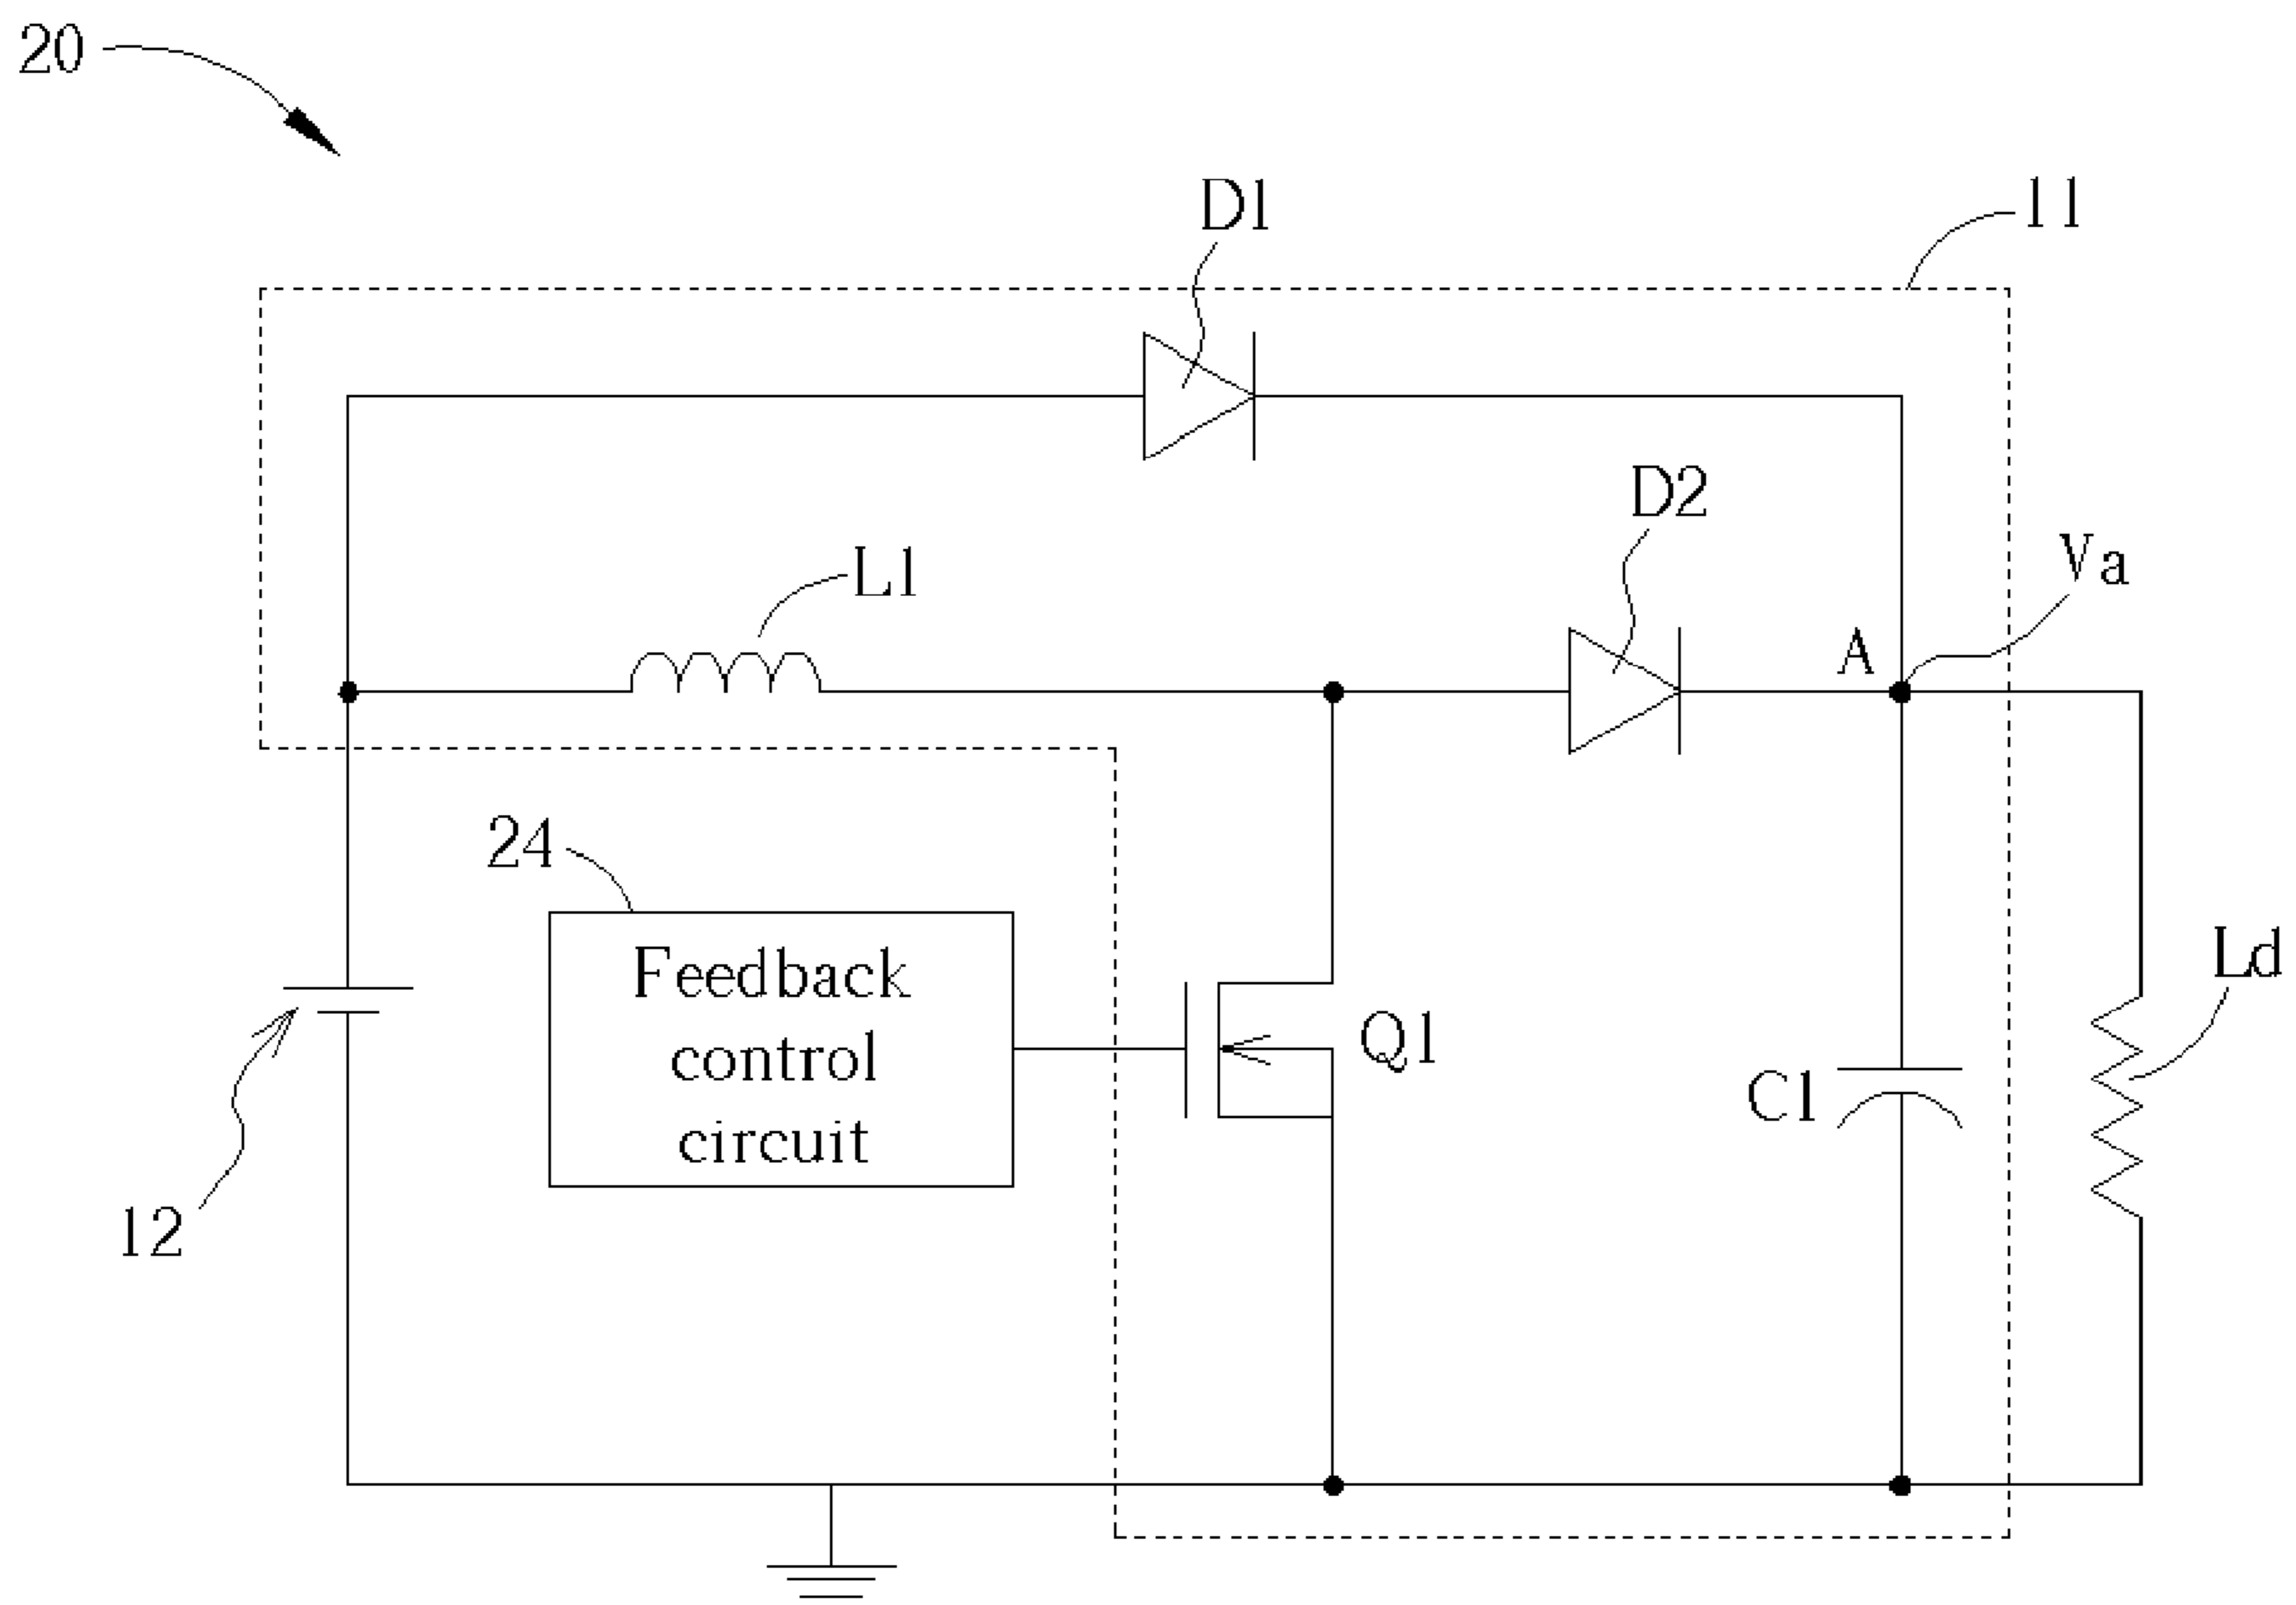 20
11
D1
D2
Va
L1
A
24
Ld
Feedback
control
circuit
Q1
C1
12